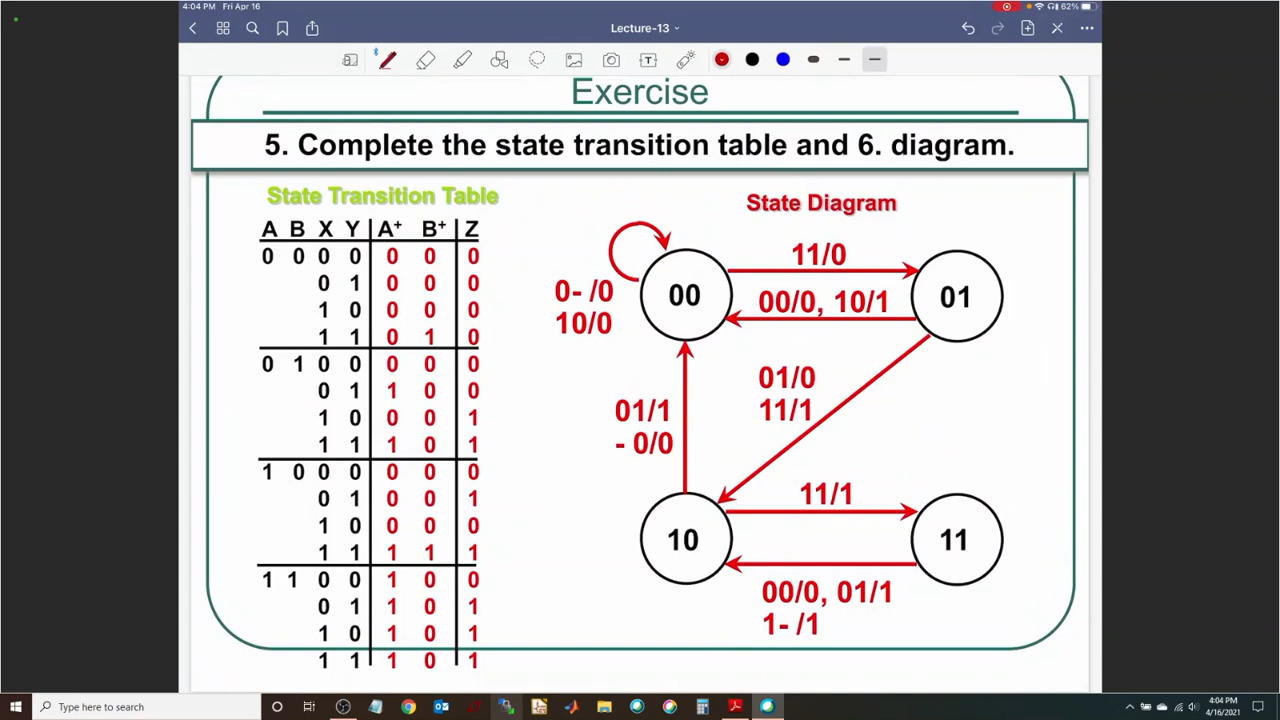 4:04 PM Fri Apr 16
62%
Lecture-13
T
Exercise
5. Complete the state transition table and 6. diagram.
State Transition Table
A B X Y A+ B+ Z
0 0 0 0 0 0 0
0 1 0 0 0
1 0 0 0 0
1 1 0 1 0
0 1 0 0 0 0 0
0 1 1 0 0
1 0 0 0 1
1 1 1 0 1
1 0 0 0 0 0 0
0 1 0 0 1
1 0 0 0 0
1 1 1 1 1
1 1 0 0 1 0 0
0 1 1 0 1
1 0 1 0 1
1 1 1 0 1
State Diagram
00
11/0
01
0- /0
10/0
00/0, 10/1
01/0
11/1
01/1
- 0/0
10
11/1
11
00/0, 01/1
1- /1
Type here to search
4:04 PM
4/16/2021